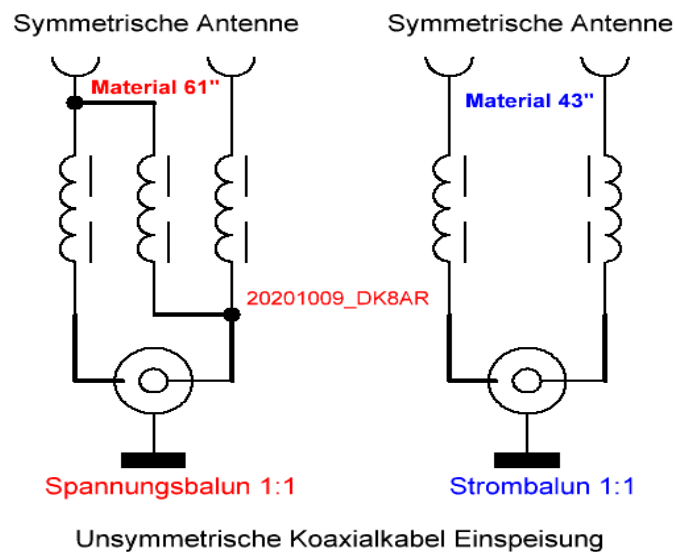 Symmetrische Antenne Symmetrische Antenne
Material 61" Material 43"
20201009_DK8AR
Spannungsbalun 1:1 Strombalun 1:1
Unsymmetrische Koaxialkabel Einspeisung